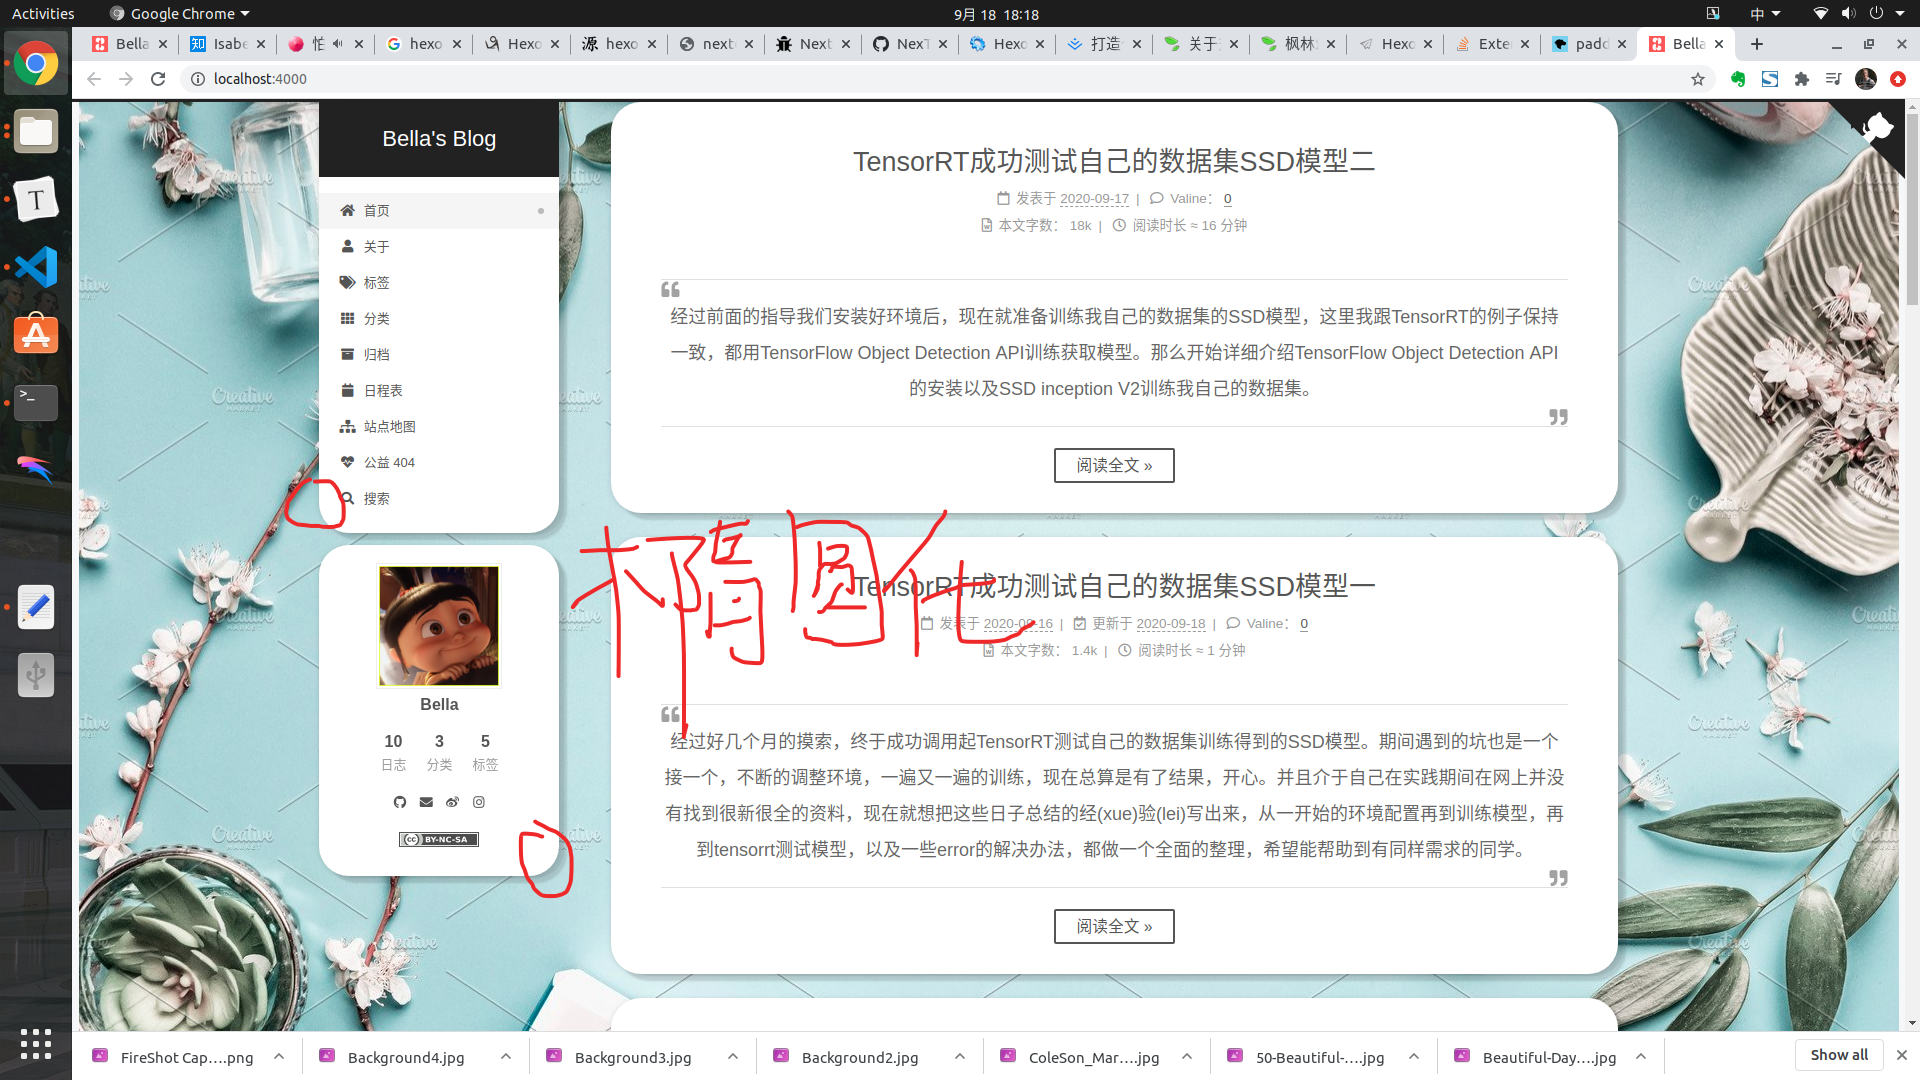 Activities
Google Chrome
9月 18 18:18
中
Bella
Isabe
怕
hexo
Hexo
hexo
next
Next
NexT
Hexo
打造
关于
枫林
Hexo
Exte
padd
Bella
localhost:4000
Bella's Blog
首页
关于
标签
分类
归档
日程表
站点地图
公益 404
搜索
Bella
10 3 5
日志 分类 标签
BY-NC-SA
TensorRT成功测试自己的数据集SSD模型二
发表于 2020-09-17 | Valine： 0
本文字数： 18k | 阅读时长 ≈ 16 分钟
经过前面的指导我们安装好环境后，现在就准备训练我自己的数据集的SSD模型，这里我跟TensorRT的例子保持
一致，都用TensorFlow Object Detection API训练获取模型。那么开始详细介绍TensorFlow Object Detection API
的安装以及SSD inception V2训练我自己的数据集。
阅读全文 »
圆化
TensorRT成功测试自己的数据集SSD模型一
发表于 2020-09-16 | 更新于 2020-09-18 | Valine： 0
本文字数： 1.4k | 阅读时长 ≈ 1 分钟
经过好几个月的摸索，终于成功调用起TensorRT测试自己的数据集训练得到的SSD模型。期间遇到的坑也是一个
接一个，不断的调整环境，一遍又一遍的训练，现在总算是有了结果，开心。并且介于自己在实践期间在网上并没
有找到很新很全的资料，现在就想把这些日子总结的经(xue)验(lei)写出来，从一开始的环境配置再到训练模型，再
到tensorrt测试模型，以及一些error的解决办法，都做一个全面的整理，希望能帮助到有同样需求的同学。
阅读全文 »
Creative
MARKET
FireShot Cap....png
Background4.jpg
Background3.jpg
Background2.jpg
ColeSon_Mar....jpg
50-Beautiful-....jpg
Beautiful-Day....jpg
Show all